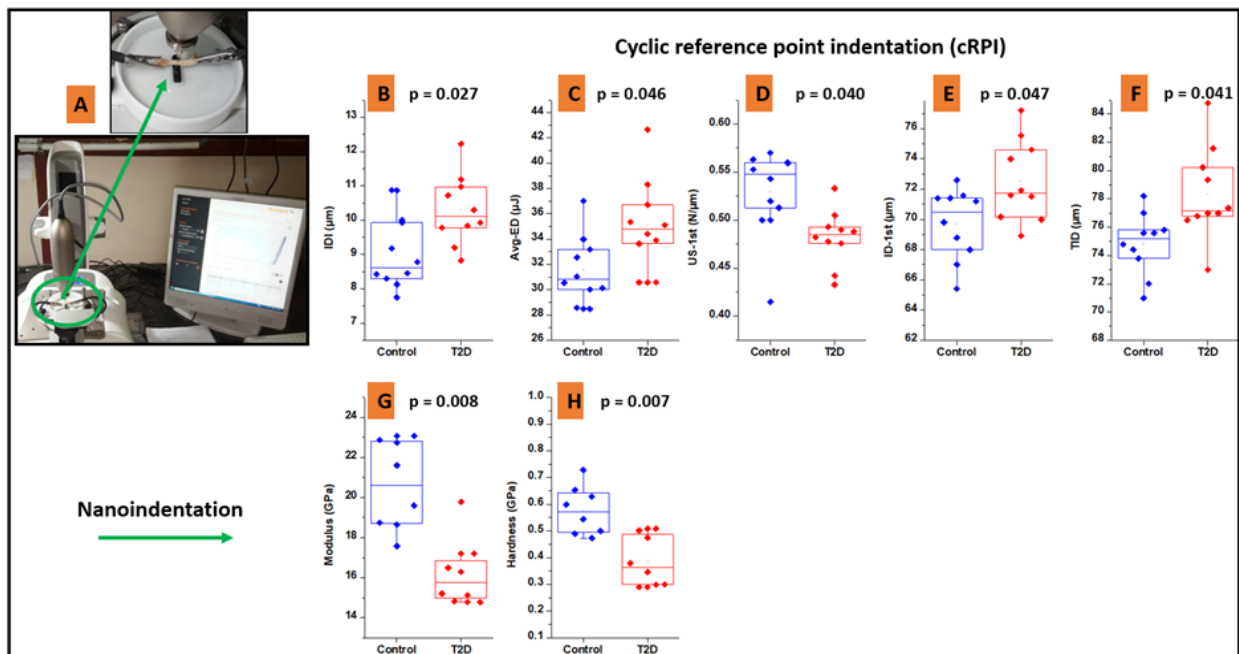 Cyclic reference point indentation (cRPI)
A
B
p = 0.027
IDI (μm)
13
12
11
10
9
8
7
Control
T2D
C
p = 0.046
Avg-ED (μJ)
44
42
40
38
36
34
32
30
28
26
Control
T2D
D
p = 0.040
US-1st (N/μm)
0.60
0.55
0.50
0.45
0.40
Control
T2D
E
p = 0.047
ID-1st (μm)
76
74
72
70
68
66
64
62
Control
T2D
F
p = 0.041
TID (μm)
84
82
80
78
76
74
72
70
68
Control
T2D
Nanoindentation
G
p = 0.008
Modulus (GPa)
24
22
20
18
16
14
Control
T2D
H
p = 0.007
Hardness (GPa)
1.0
0.9
0.8
0.7
0.6
0.5
0.4
0.3
0.2
0.1
Control
T2D